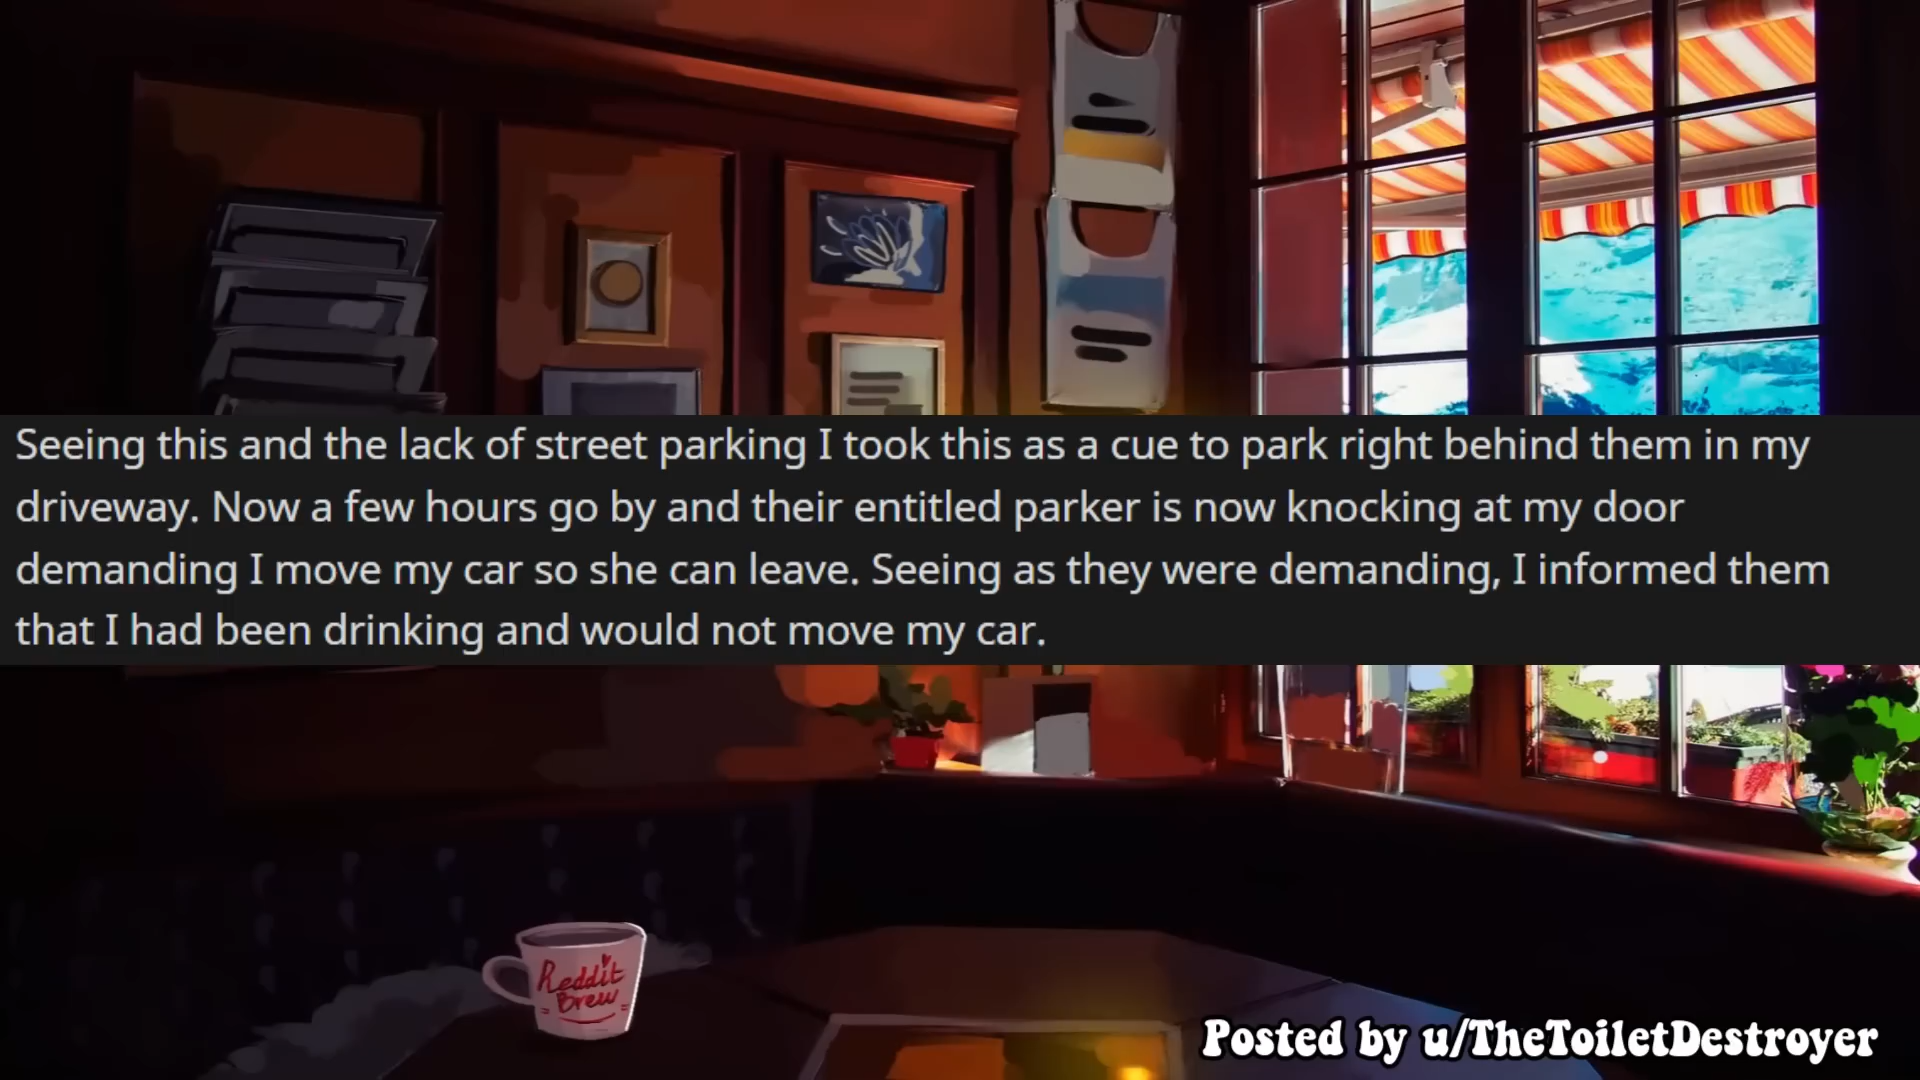 Seeing this and the lack of street parking I took this as a cue to park right behind them in my
driveway. Now a few hours go by and their entitled parker is now knocking at my door
demanding I move my car so she can leave. Seeing as they were demanding, I informed them
that I had been drinking and would not move my car.
Reddit
Brew
Posted by u/TheToiletDestroyer